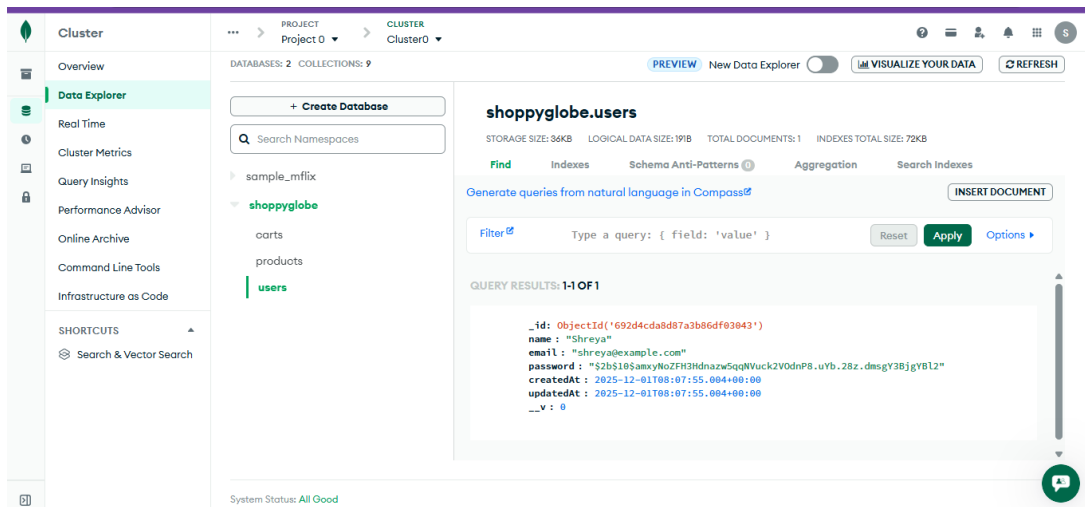 Cluster
Overview
Data Explorer
Real Time
Cluster Metrics
Query Insights
Performance Advisor
Online Archive
Command Line Tools
Infrastructure as Code
SHORTCUTS
Search & Vector Search
PROJECT
Project 0
CLUSTER
Cluster0
S
DATABASES: 2 COLLECTIONS: 9
PREVIEW New Data Explorer
VISUALIZE YOUR DATA
REFRESH
+ Create Database
Search Namespaces
sample_mflix
shoppyglobe
carts
products
users
shoppyglobe.users
STORAGE SIZE: 36KB LOGICAL DATA SIZE: 191B TOTAL DOCUMENTS: 1 INDEXES TOTAL SIZE: 72KB
Find Indexes Schema Anti-Patterns 0 Aggregation Search Indexes
Generate queries from natural language in Compass
INSERT DOCUMENT
Filter Type a query: { field: 'value' } Reset Apply Options
QUERY RESULTS: 1-1 OF 1
_id: ObjectId('692d4cda8d87a3b86df03043')
name : "Shreya"
email : "shreya@example.com"
password : "$2b$10$amxyNoZFH3Hdnazw5qqNVuck2VOdnP8.uYb.28z.dmsgY3BjgYBl2"
createdAt : 2025-12-01T08:07:55.004+00:00
updatedAt : 2025-12-01T08:07:55.004+00:00
__v : 0
System Status: All Good